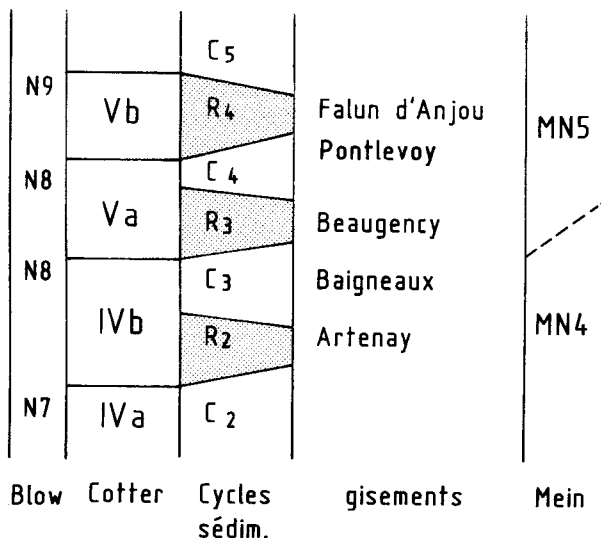 C5
N9
Vb R4 Falun d'Anjou MN5
Pontlevoy
N8 C4
Va R3 Beaugency
N8 C3 Baigneaux
IVb R2 Artenay MN4
N7 IVa C2
Blow Cotter Cycles gisements Mein
sédim.